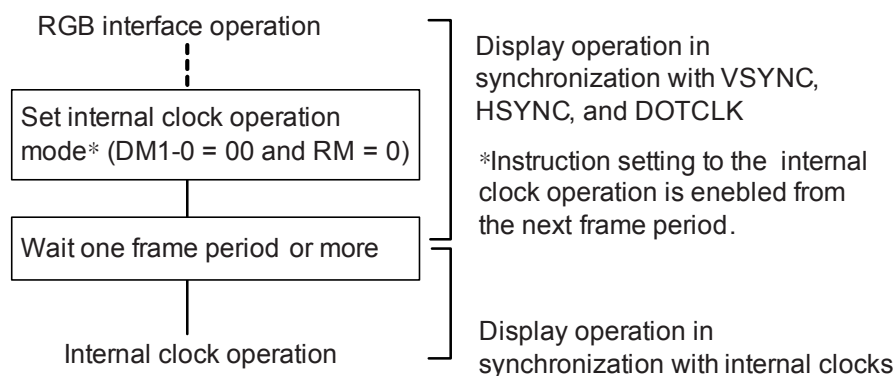 RGB interface operation
Set internal clock operation
mode* (DM1-0 = 00 and RM = 0)
Wait one frame period or more
Internal clock operation
Display operation in
synchronization with VSYNC,
HSYNC, and DOTCLK
*Instruction setting to the internal
clock operation is enebled from
the next frame period.
Display operation in
synchronization with internal clocks